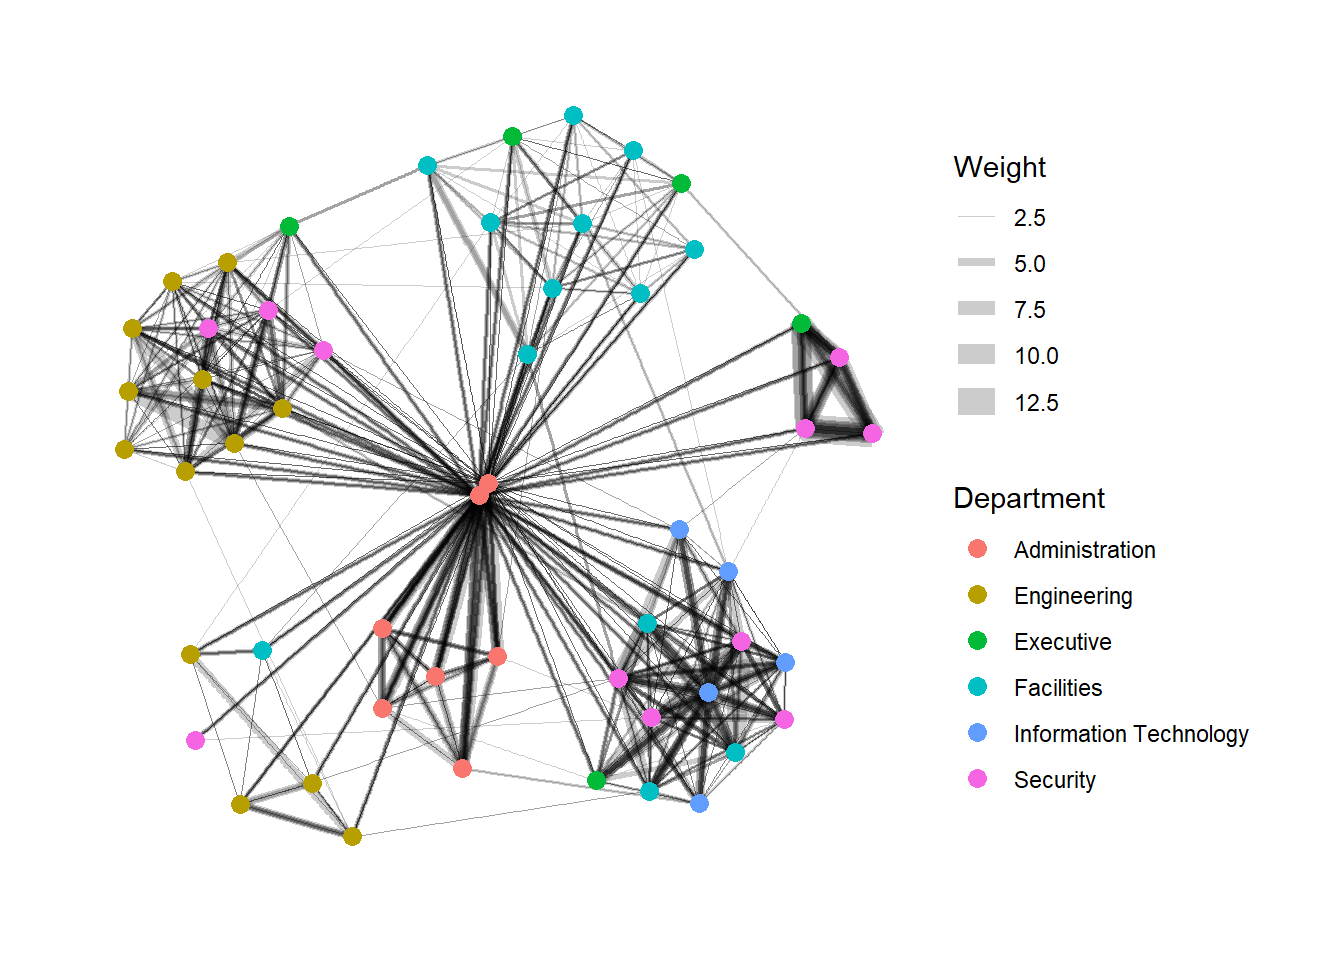 Weight
2.5
5.0
7.5
10.0
12.5
Department
Administration
Engineering
Executive
Facilities
Information Technology
Security